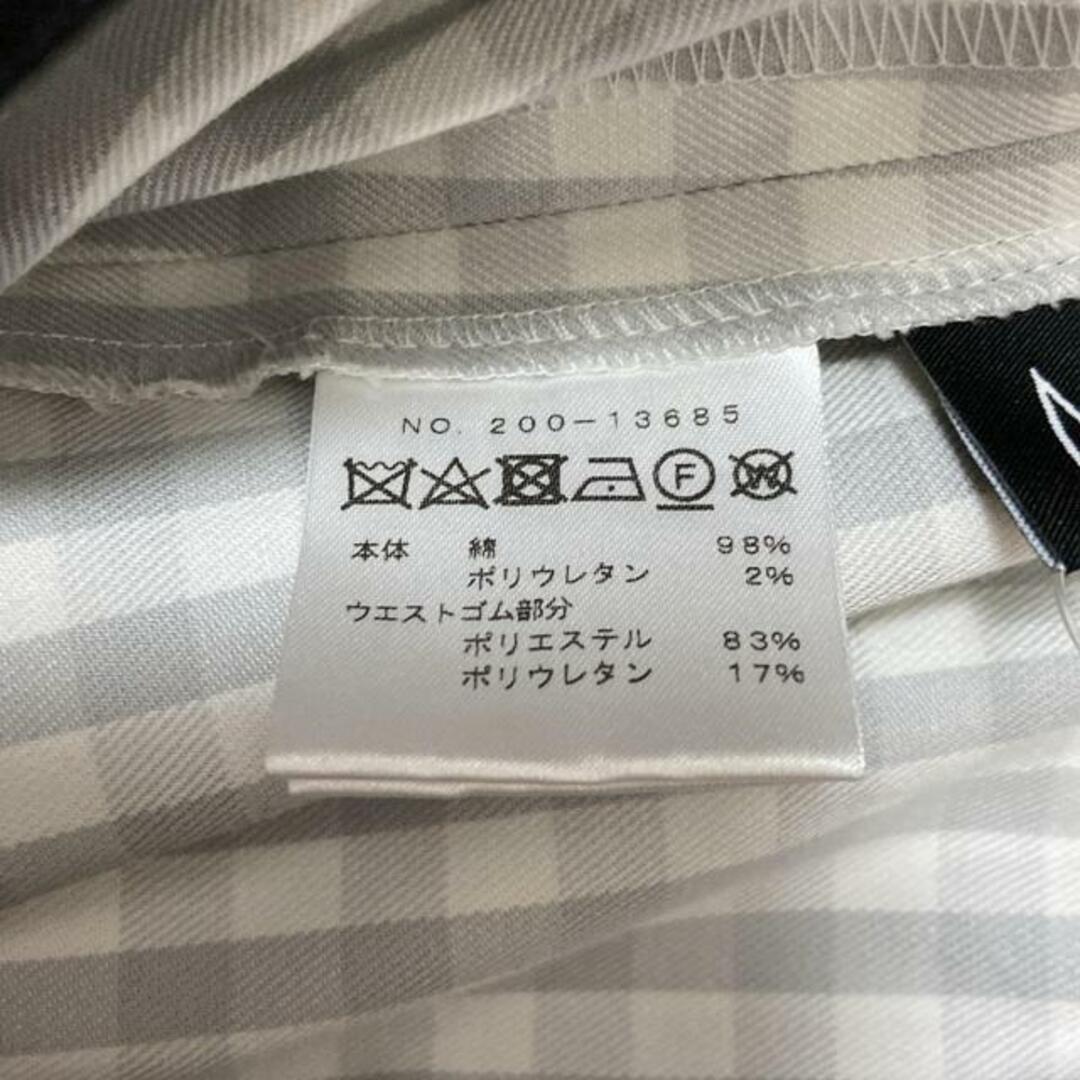 NO. 200-13685
F W
本体 綿 98%
ポリウレタン 2%
ウエストゴム部分
ポリエステル 83%
ポリウレタン 17%